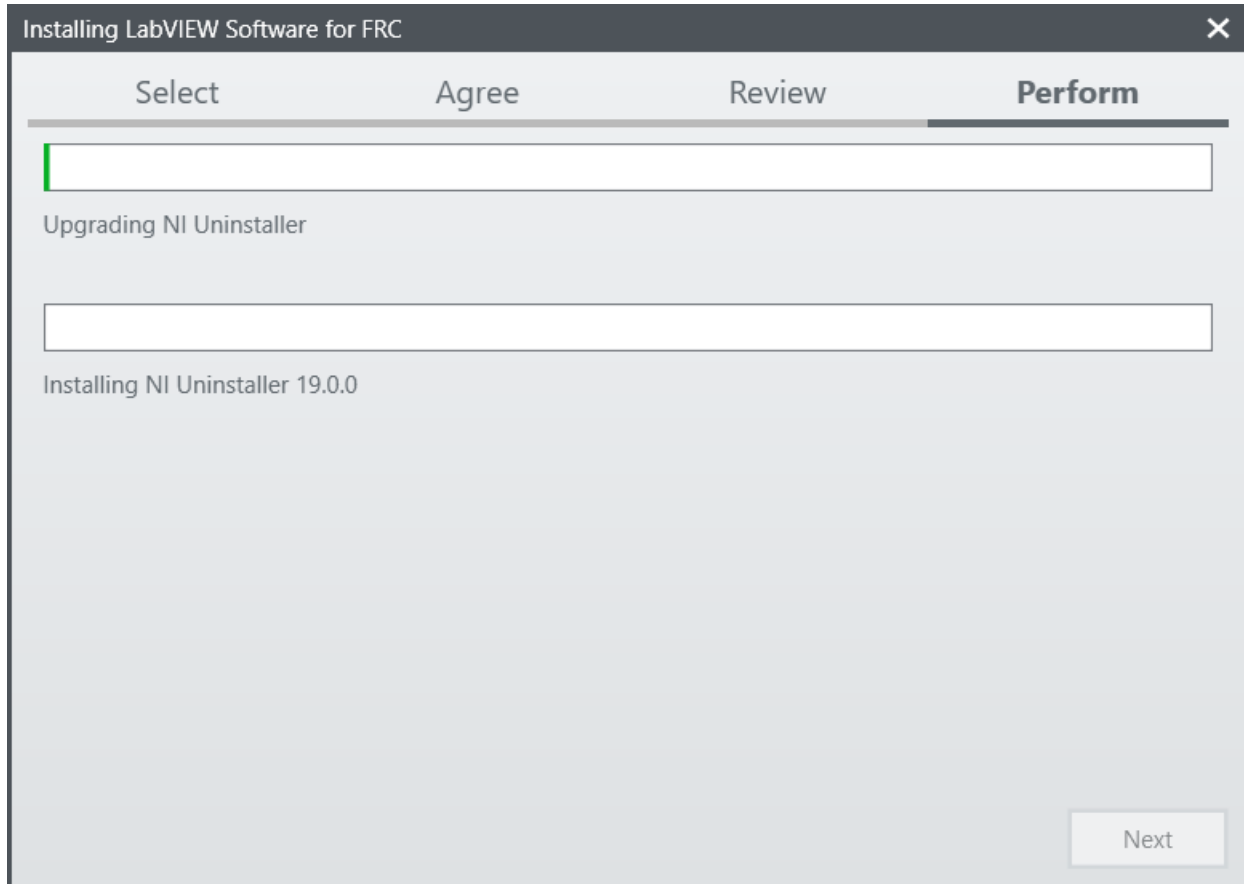 Installing LabVIEW Software for FRC
Select Agree Review Perform
Upgrading NI Uninstaller
Installing NI Uninstaller 19.0.0
Next